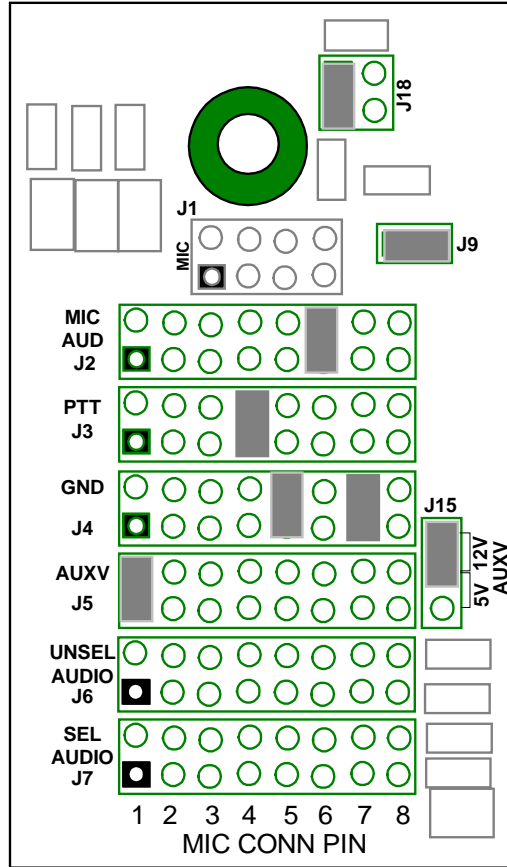 J18
J1
MIC
J9
MIC
AUD
J2
PTT
J3
GND
J4
J15
12V
5V
AUXV
AUXV
J5
UNSEL
AUDIO
J6
SEL
AUDIO
J7
1 2 3 4 5 6 7 8
MIC CONN PIN